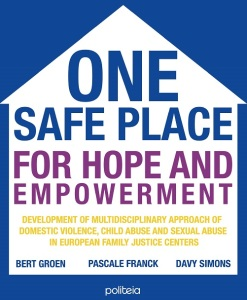 ONE
SAFE PLACE
FOR HOPE AND
EMPOWERMENT
DEVELOPMENT OF MULTIDISCIPLINARY APPROACH OF
DOMESTIC VIOLENCE, CHILD ABUSE AND SEXUAL ABUSE
IN EUROPEAN FAMILY JUSTICE CENTERS
BERT GROEN PASCALE FRANCK DAVY SIMONS
politeia